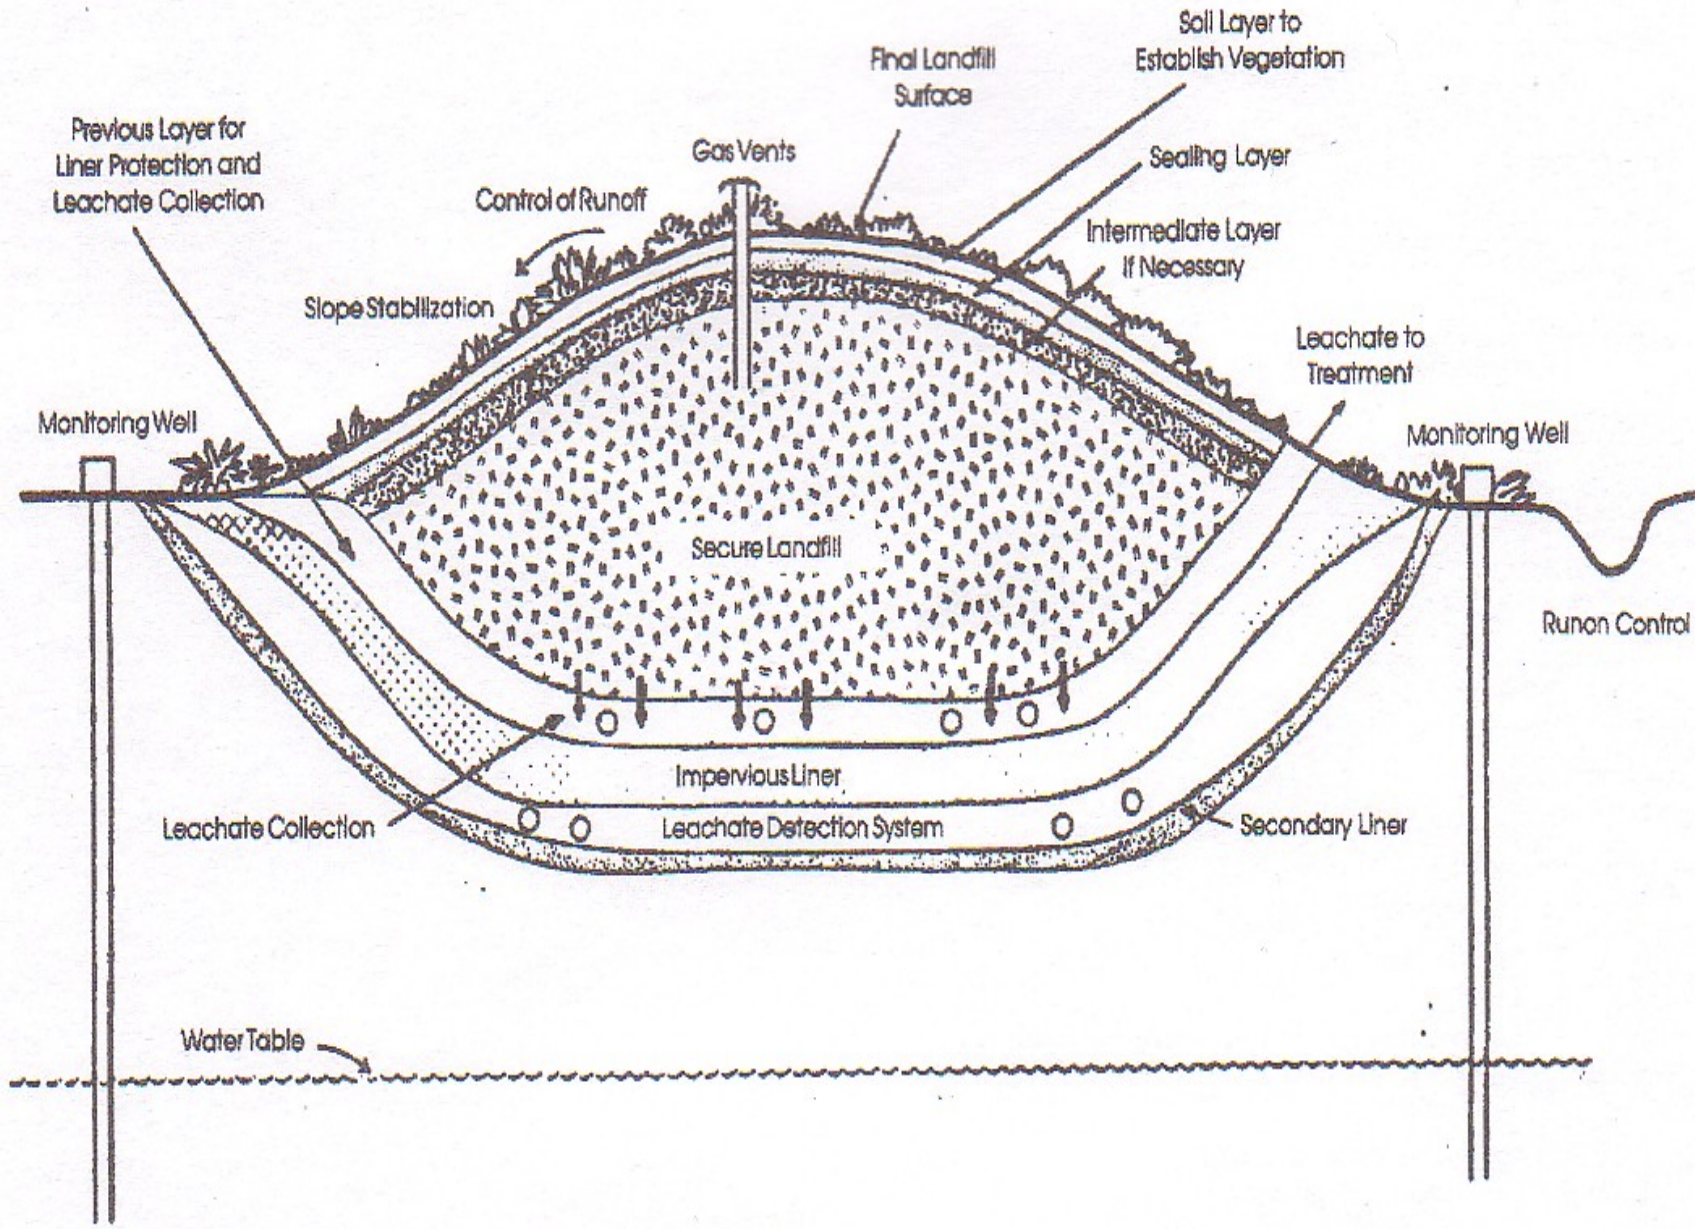 Soil Layer to
Establish Vegetation
Final Landfill
Surface
Previous Layer for
Liner Protection and
Leachate Collection
Gas Vents
Sealing Layer
Control of Runoff
Intermediate Layer
If Necessary
Slope Stabilization
Leachate to
Treatment
Monitoring Well
Monitoring Well
Secure Landfill
Runon Control
Impervious Liner
Leachate Collection
Leachate Detection System
Secondary Liner
Water Table